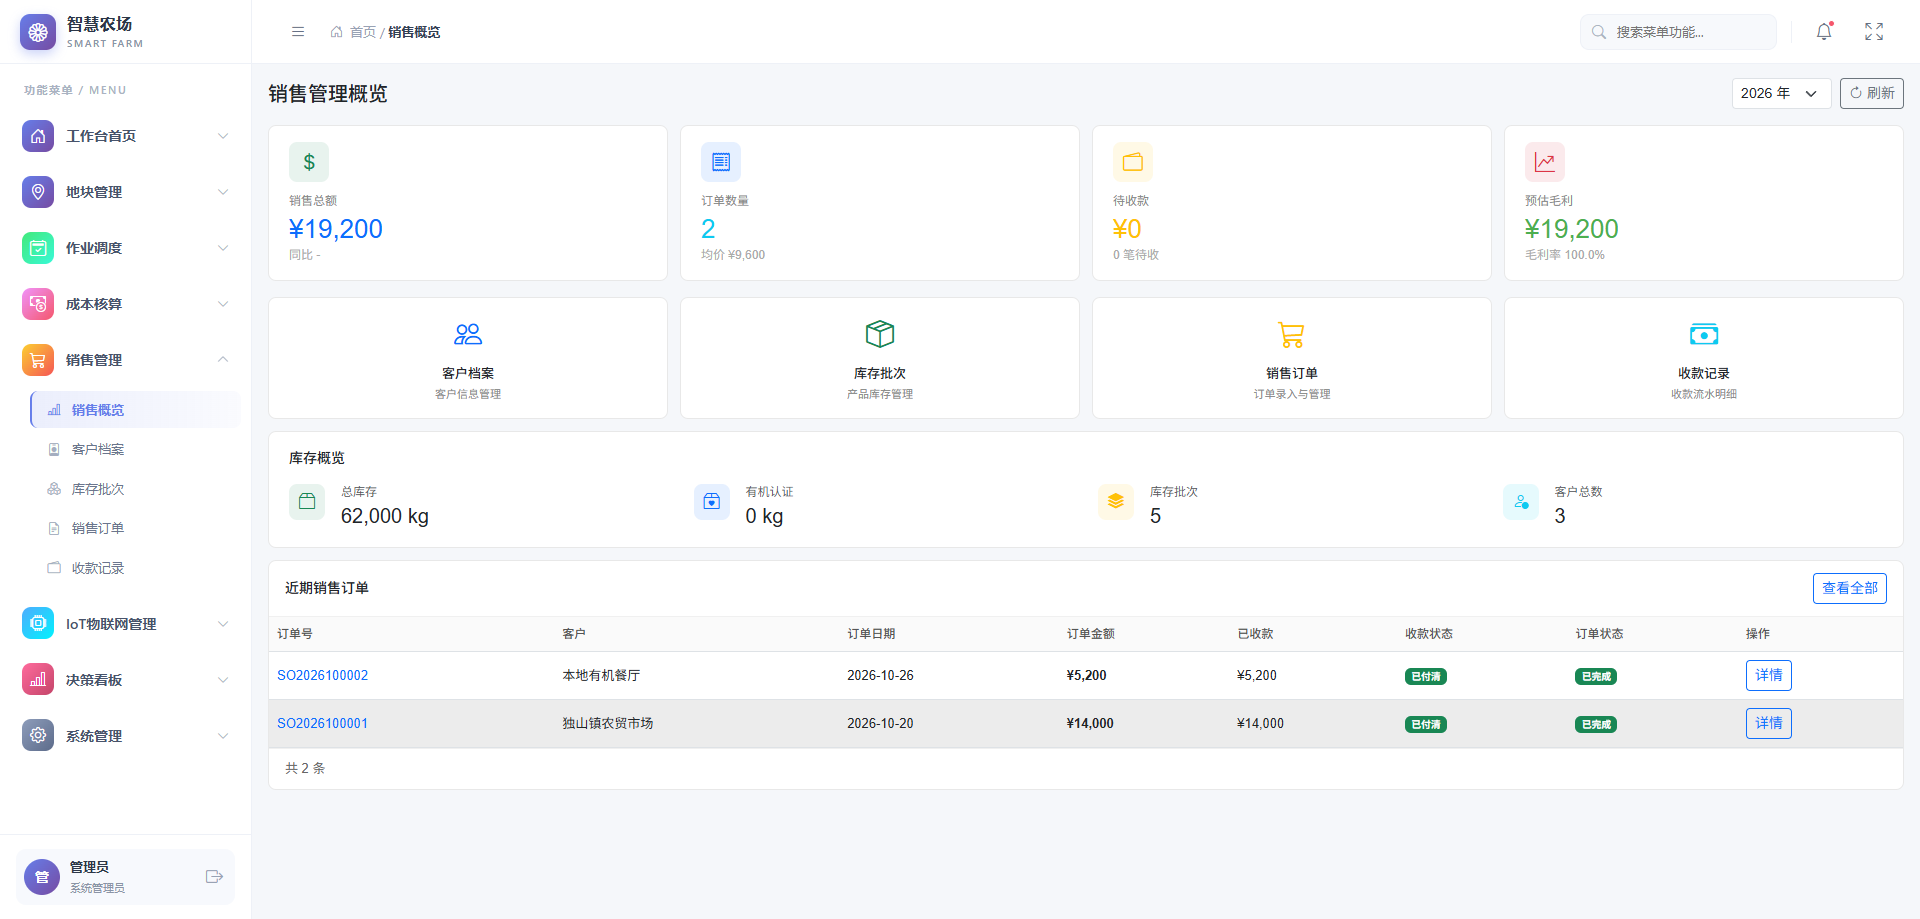 智慧农场
SMART FARM
首页 / 销售概览
搜索菜单功能...
功能菜单 / MENU
工作台首页
地块管理
作业调度
成本核算
销售管理
销售概览
客户档案
库存批次
销售订单
收款记录
IoT物联网管理
决策看板
系统管理
管
管理员
系统管理员
销售管理概览
2026 年
刷新
$
销售总额
¥19,200
同比 -
订单数量
2
均价 ¥9,600
待收款
¥0
0 笔待收
预估毛利
¥19,200
毛利率 100.0%
客户档案
客户信息管理
库存批次
产品库存管理
销售订单
订单录入与管理
收款记录
收款流水明细
库存概览
总库存
62,000 kg
有机认证
0 kg
库存批次
5
客户总数
3
近期销售订单
查看全部
订单号 客户 订单日期 订单金额 已收款 收款状态 订单状态 操作
SO2026100002 本地有机餐厅 2026-10-26 ¥5,200 ¥5,200 已付清 已完成 详情
SO2026100001 独山镇农贸市场 2026-10-20 ¥14,000 ¥14,000 已付清 已完成 详情
共 2 条